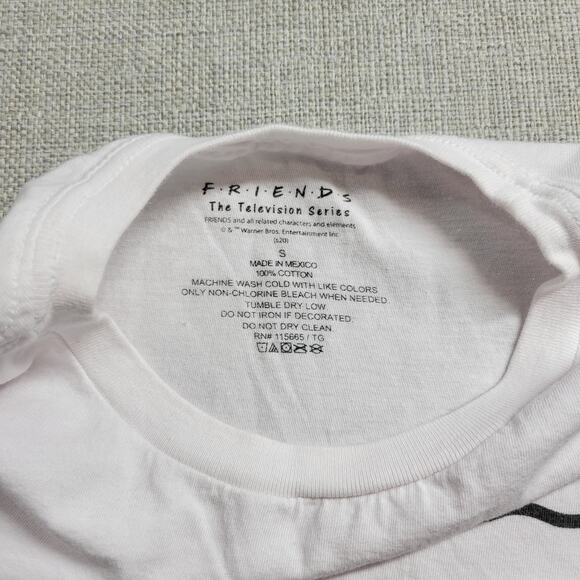 F·R·I·E·N·D·S
The Television Series
FRIENDS and all related characters and elements
© & ™ Warner Bros. Entertainment Inc.
(s20)
S
MADE IN MEXICO
100% COTTON
MACHINE WASH COLD WITH LIKE COLORS
ONLY NON-CHLORINE BLEACH WHEN NEEDED
TUMBLE DRY LOW
DO NOT IRON IF DECORATED
DO NOT DRY CLEAN
RN# 115665 / TG